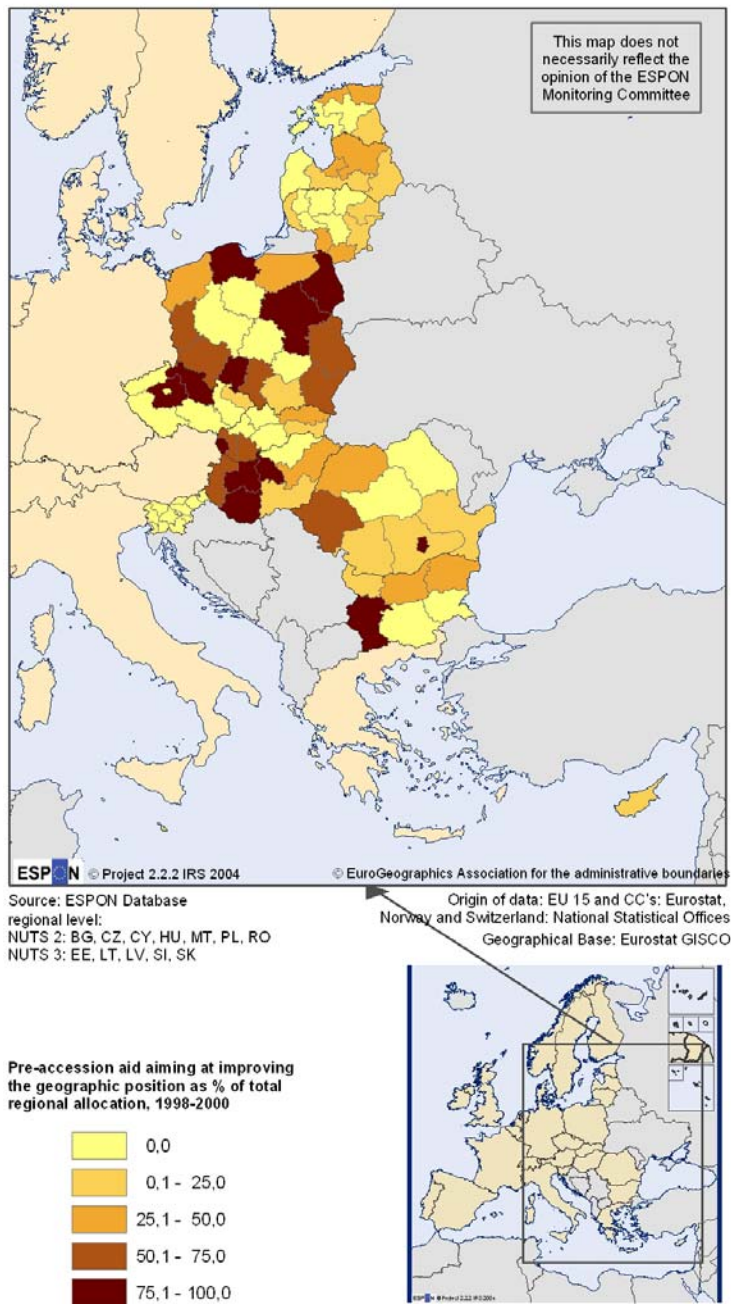 This map does not
necessarily reflect the
opinion of the ESPON
Monitoring Committee
ESPON © Project 2.2.2 IRS 2004
© EuroGeographics Association for the administrative boundaries
Source: ESPON Database
regional level:
NUTS 2: BG, CZ, CY, HU, MT, PL, RO
NUTS 3: EE, LT, LV, SI, SK
Origin of data: EU 15 and CC's: Eurostat,
Norway and Switzerland: National Statistical Offices
Geographical Base: Eurostat GISCO
Pre-accession aid aiming at improving
the geographic position as % of total
regional allocation, 1998-2000
0,0
0,1 - 25,0
25,1 - 50,0
50,1 - 75,0
75,1 - 100,0